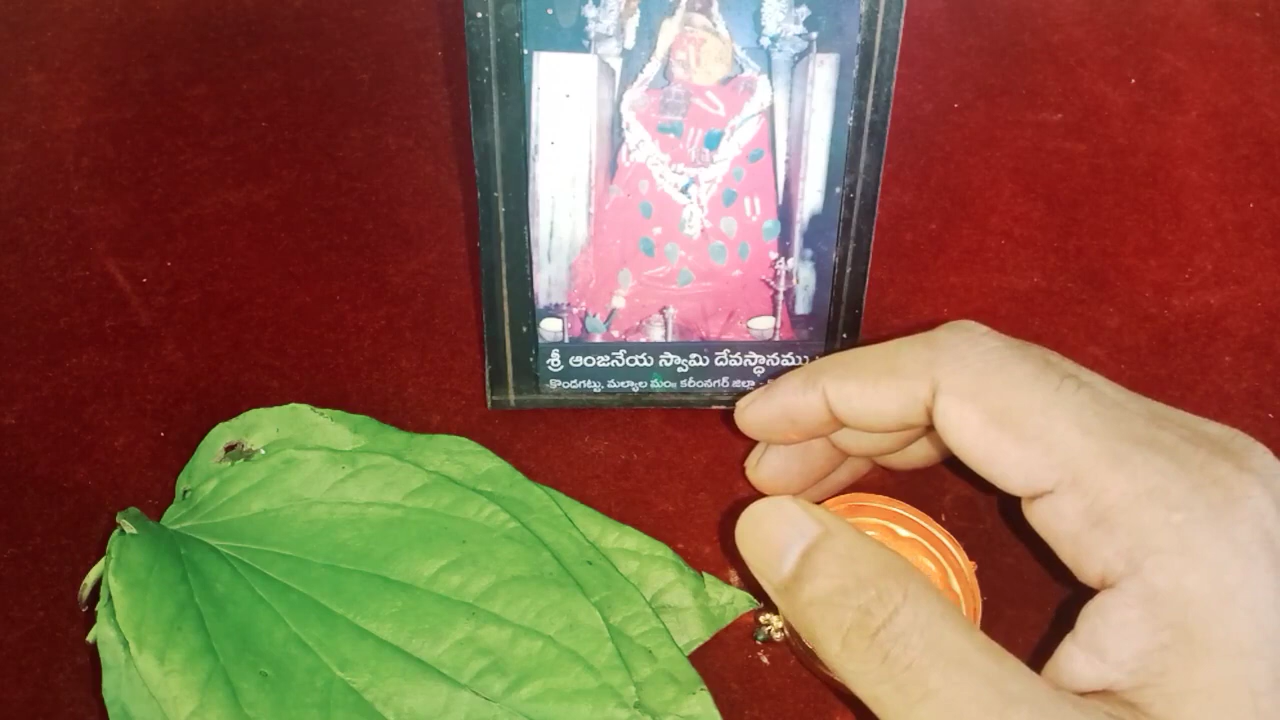 శ్రీ ఆంజనేయ స్వామి దేవస్థానము
కొండగట్టు, మల్యాల మం॥ కరీంనగర్ జిల్లా -